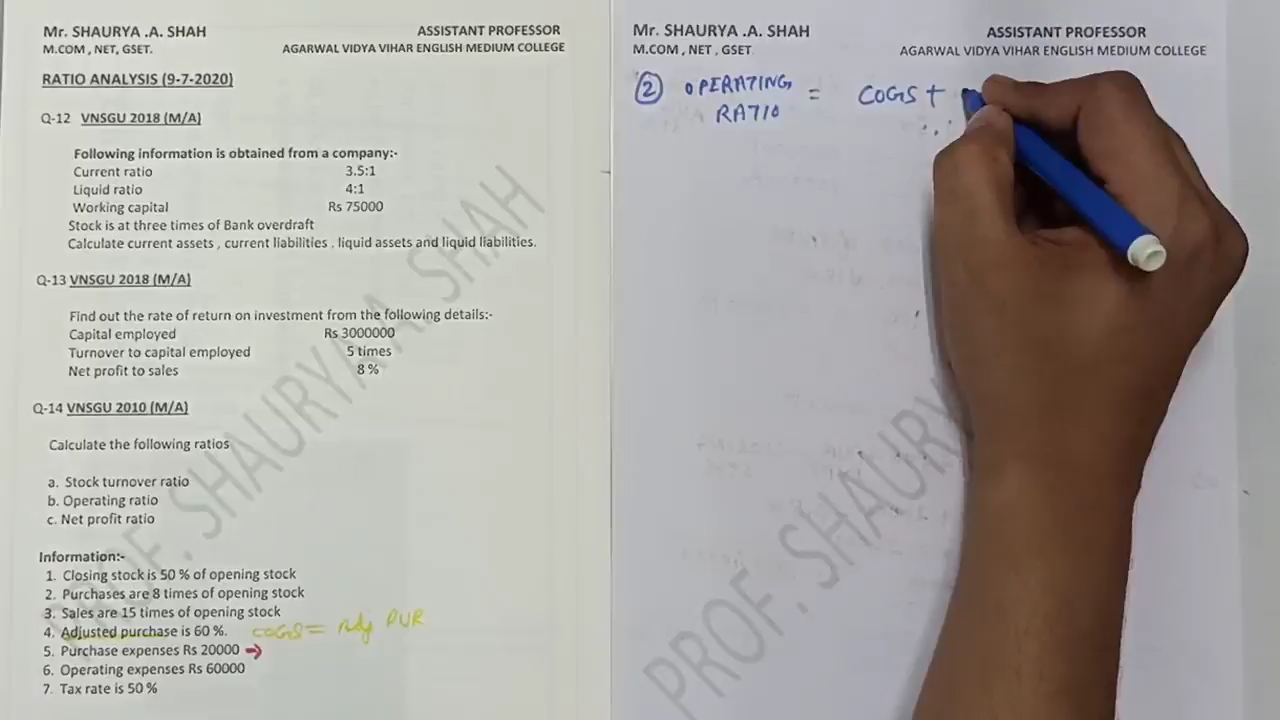 Mr. SHAURYA .A. SHAH ASSISTANT PROFESSOR
M.COM , NET, GSET. AGARWAL VIDYA VIHAR ENGLISH MEDIUM COLLEGE
RATIO ANALYSIS (9-7-2020)
Q-12 VNSGU 2018 (M/A)
Following information is obtained from a company:-
Current ratio 3.5:1
Liquid ratio 4:1
Working capital Rs 75000
Stock is at three times of Bank overdraft
Calculate current assets , current liabilities , liquid assets and liquid liabilities.
Q-13 VNSGU 2018 (M/A)
Find out the rate of return on investment from the following details:-
Capital employed Rs 3000000
Turnover to capital employed 5 times
Net profit to sales 8 %
Q-14 VNSGU 2010 (M/A)
Calculate the following ratios
a. Stock turnover ratio
b. Operating ratio
c. Net profit ratio
Information:-
1. Closing stock is 50 % of opening stock
2. Purchases are 8 times of opening stock
3. Sales are 15 times of opening stock
4. Adjusted purchase is 60 %. COGS = Adj PUR
5. Purchase expenses Rs 20000 →
6. Operating expenses Rs 60000
7. Tax rate is 50 %
PROF. SHAURYA A. SHAH
Mr. SHAURYA .A. SHAH ASSISTANT PROFESSOR
M.COM , NET , GSET. AGARWAL VIDYA VIHAR ENGLISH MEDIUM COLLEGE
2 OPERATING = COGS +
RATIO
PROF. SHAURYA